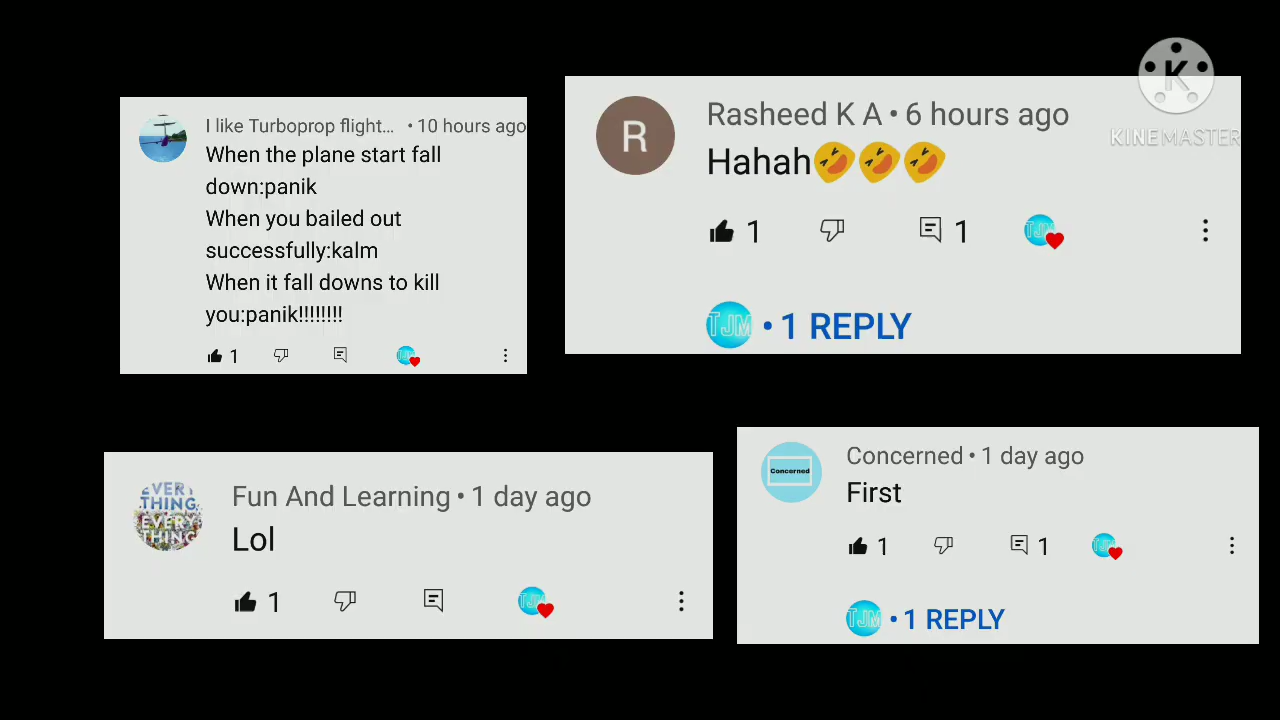 I like Turboprop flight... • 10 hours ago
When the plane start fall
down:panik
When you bailed out
successfully:kalm
When it fall downs to kill
you:panik!!!!!!!!
1
R
Rasheed K A • 6 hours ago
Hahah🤣🤣🤣
1 1
TJM
TJM • 1 REPLY
K
KINEMASTER
EVERY
THING,
EVERY
THING
Fun And Learning • 1 day ago
Lol
1
TJM
Concerned
Concerned • 1 day ago
First
1 1
TJM
TJM • 1 REPLY